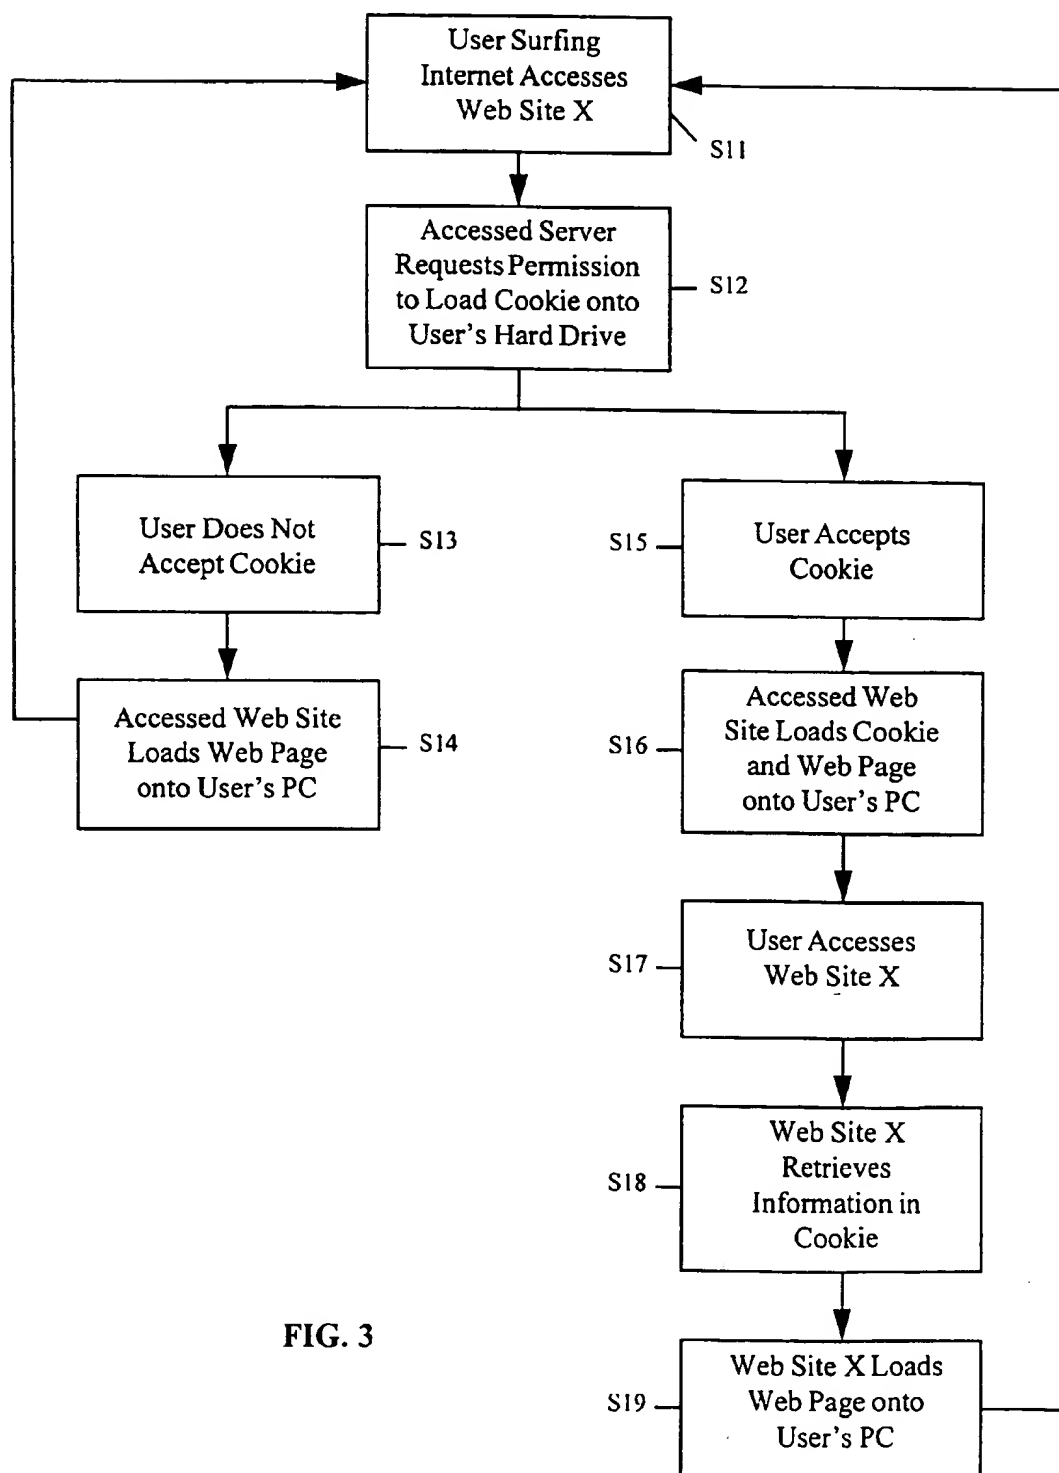 User Surfing
Internet Accesses
Web Site X
S11
Accessed Server
Requests Permission
to Load Cookie onto
User's Hard Drive
S12
User Does Not
Accept Cookie
S13
S15
User Accepts
Cookie
Accessed Web Site
Loads Web Page
onto User's PC
S14
S16
Accessed Web
Site Loads Cookie
and Web Page
onto User's PC
S17
User Accesses
Web Site X
S18
Web Site X
Retrieves
Information in
Cookie
FIG. 3
S19
Web Site X Loads
Web Page onto
User's PC